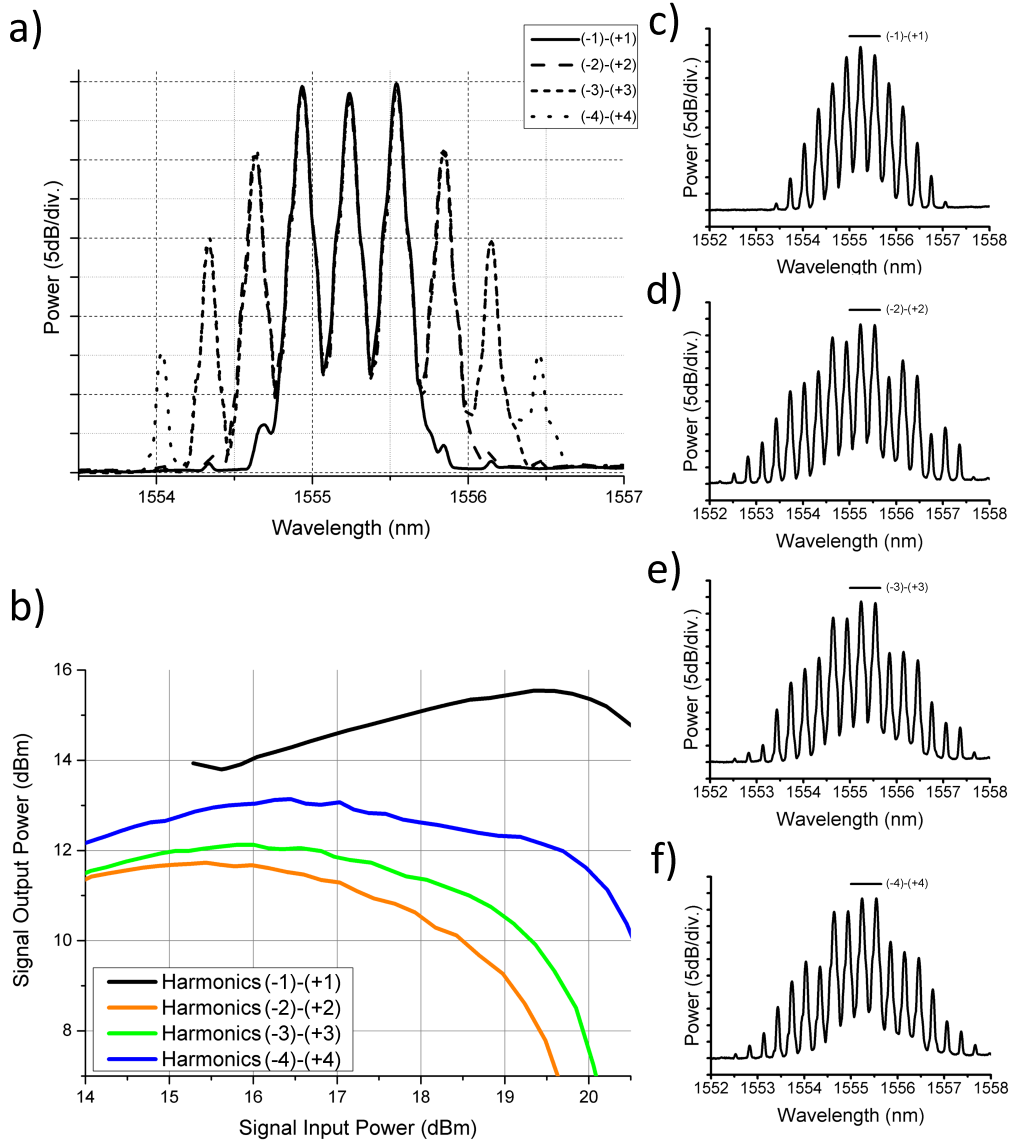 a)
(-1)-(+1)
(-2)-(+2)
(-3)-(+3)
(-4)-(+4)
Power (5dB/div.)
1554 1555 1556 1557
Wavelength (nm)
b)
16
14
12
10
8
Signal Output Power (dBm)
Harmonics (-1)-(+1)
Harmonics (-2)-(+2)
Harmonics (-3)-(+3)
Harmonics (-4)-(+4)
14 15 16 17 18 19 20
Signal Input Power (dBm)
c)
(-1)-(+1)
Power (5dB/div.)
1552 1553 1554 1555 1556 1557 1558
Wavelength (nm)
d)
(-2)-(+2)
Power (5dB/div.)
1552 1553 1554 1555 1556 1557 1558
Wavelength (nm)
e)
(-3)-(+3)
Power (5dB/div.)
1552 1553 1554 1555 1556 1557 1558
Wavelength (nm)
f)
(-4)-(+4)
Power (5dB/div.)
1552 1553 1554 1555 1556 1557 1558
Wavelength (nm)